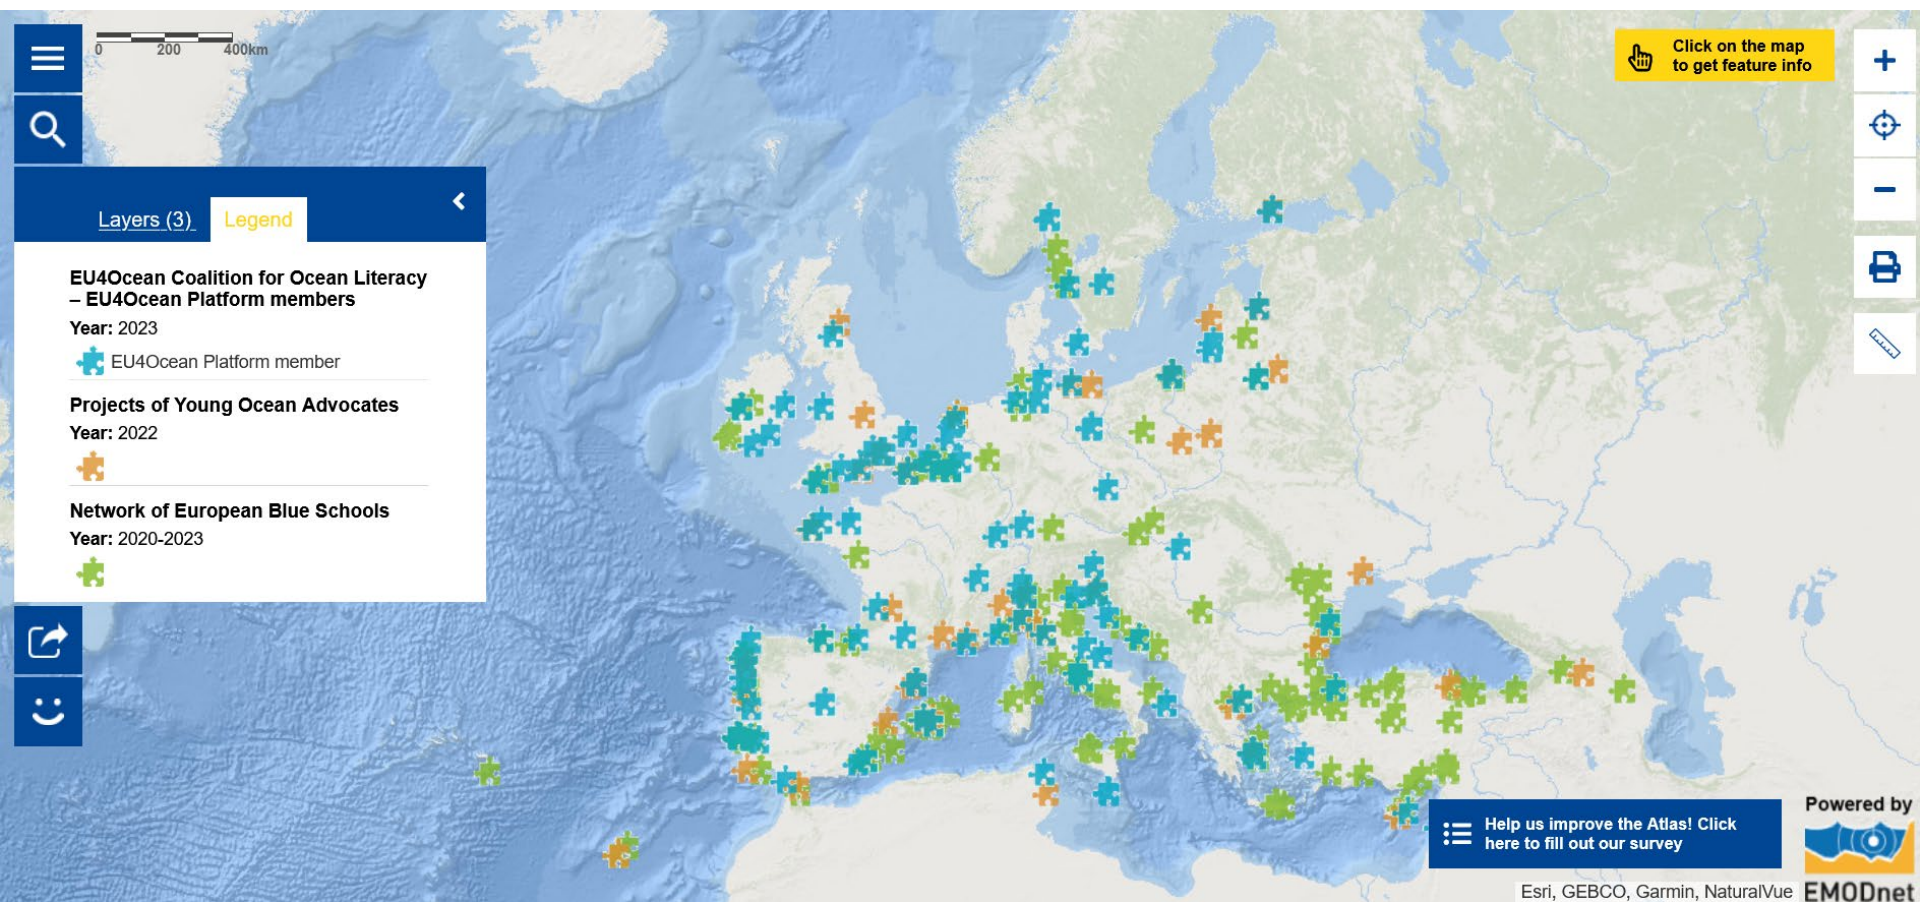 0 200 400km
Click on the map
to get feature info
Layers (3)
Legend
EU4Ocean Coalition for Ocean Literacy
– EU4Ocean Platform members
Year: 2023
EU4Ocean Platform member
Projects of Young Ocean Advocates
Year: 2022
Network of European Blue Schools
Year: 2020-2023
Help us improve the Atlas! Click
here to fill out our survey
Powered by
EMODnet
Esri, GEBCO, Garmin, NaturalVue